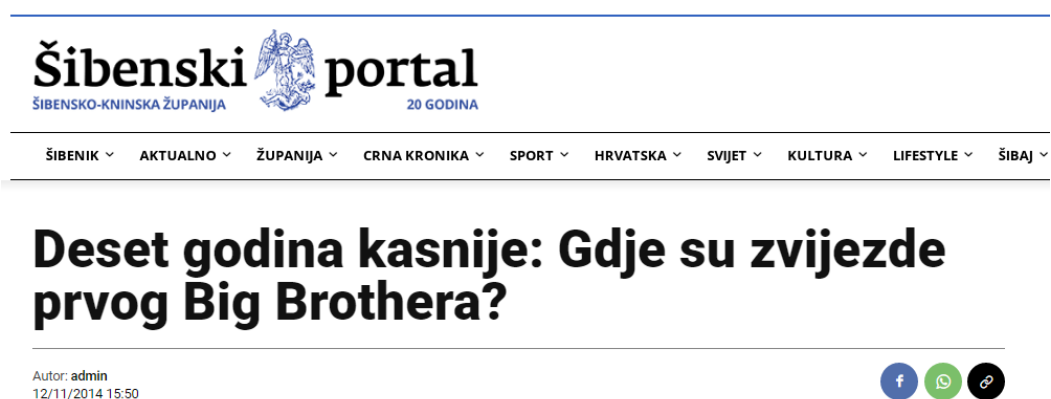 Šibenski portal
ŠIBENSKO-KNINSKA ŽUPANIJA 20 GODINA
ŠIBENIK AKTUALNO ŽUPANIJA CRNA KRONIKA SPORT HRVATSKA SVIJET KULTURA LIFESTYLE ŠIBAJ
Deset godina kasnije: Gdje su zvijezde
prvog Big Brothera?
Autor: admin
12/11/2014 15:50